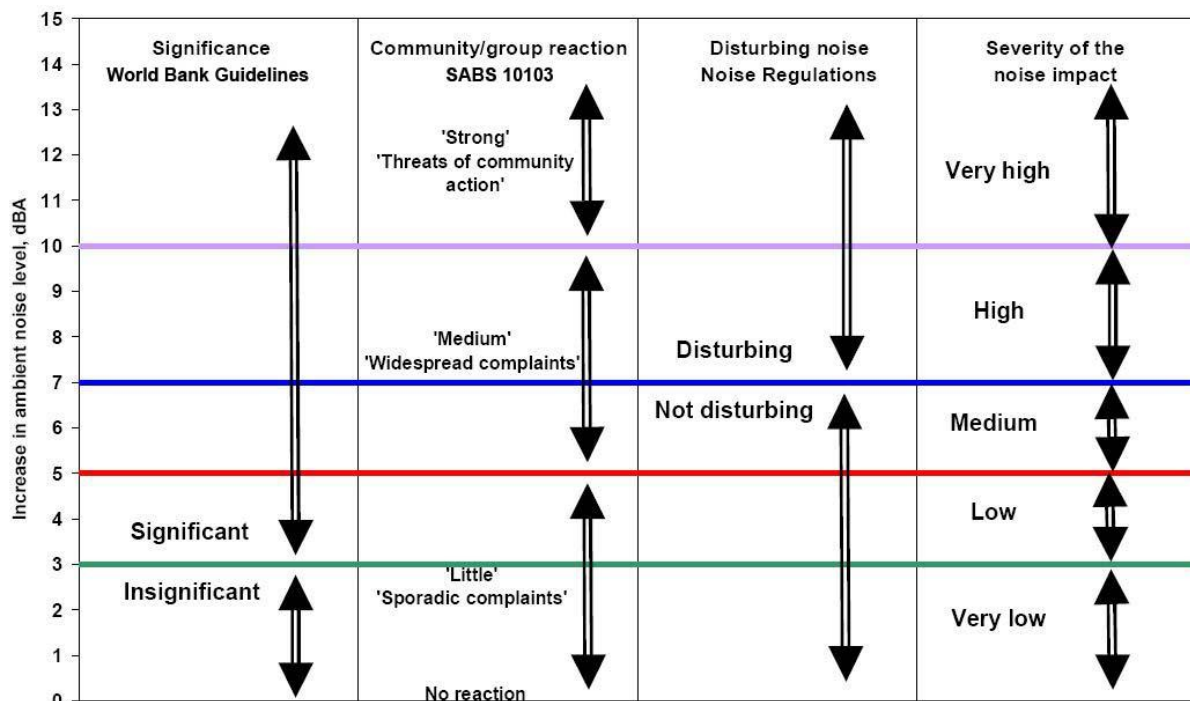 15
14
13
12
11
10
9
8
7
6
5
4
3
2
1
0
Increase in ambient noise level, dBA
Significance
World Bank Guidelines
Significant
Insignificant
Community/group reaction
SABS 10103
'Strong'
'Threats of community
action'
'Medium'
'Widespread complaints'
'Little'
'Sporadic complaints'
No reaction
Disturbing noise
Noise Regulations
Disturbing
Not disturbing
Severity of the
noise impact
Very high
High
Medium
Low
Very low